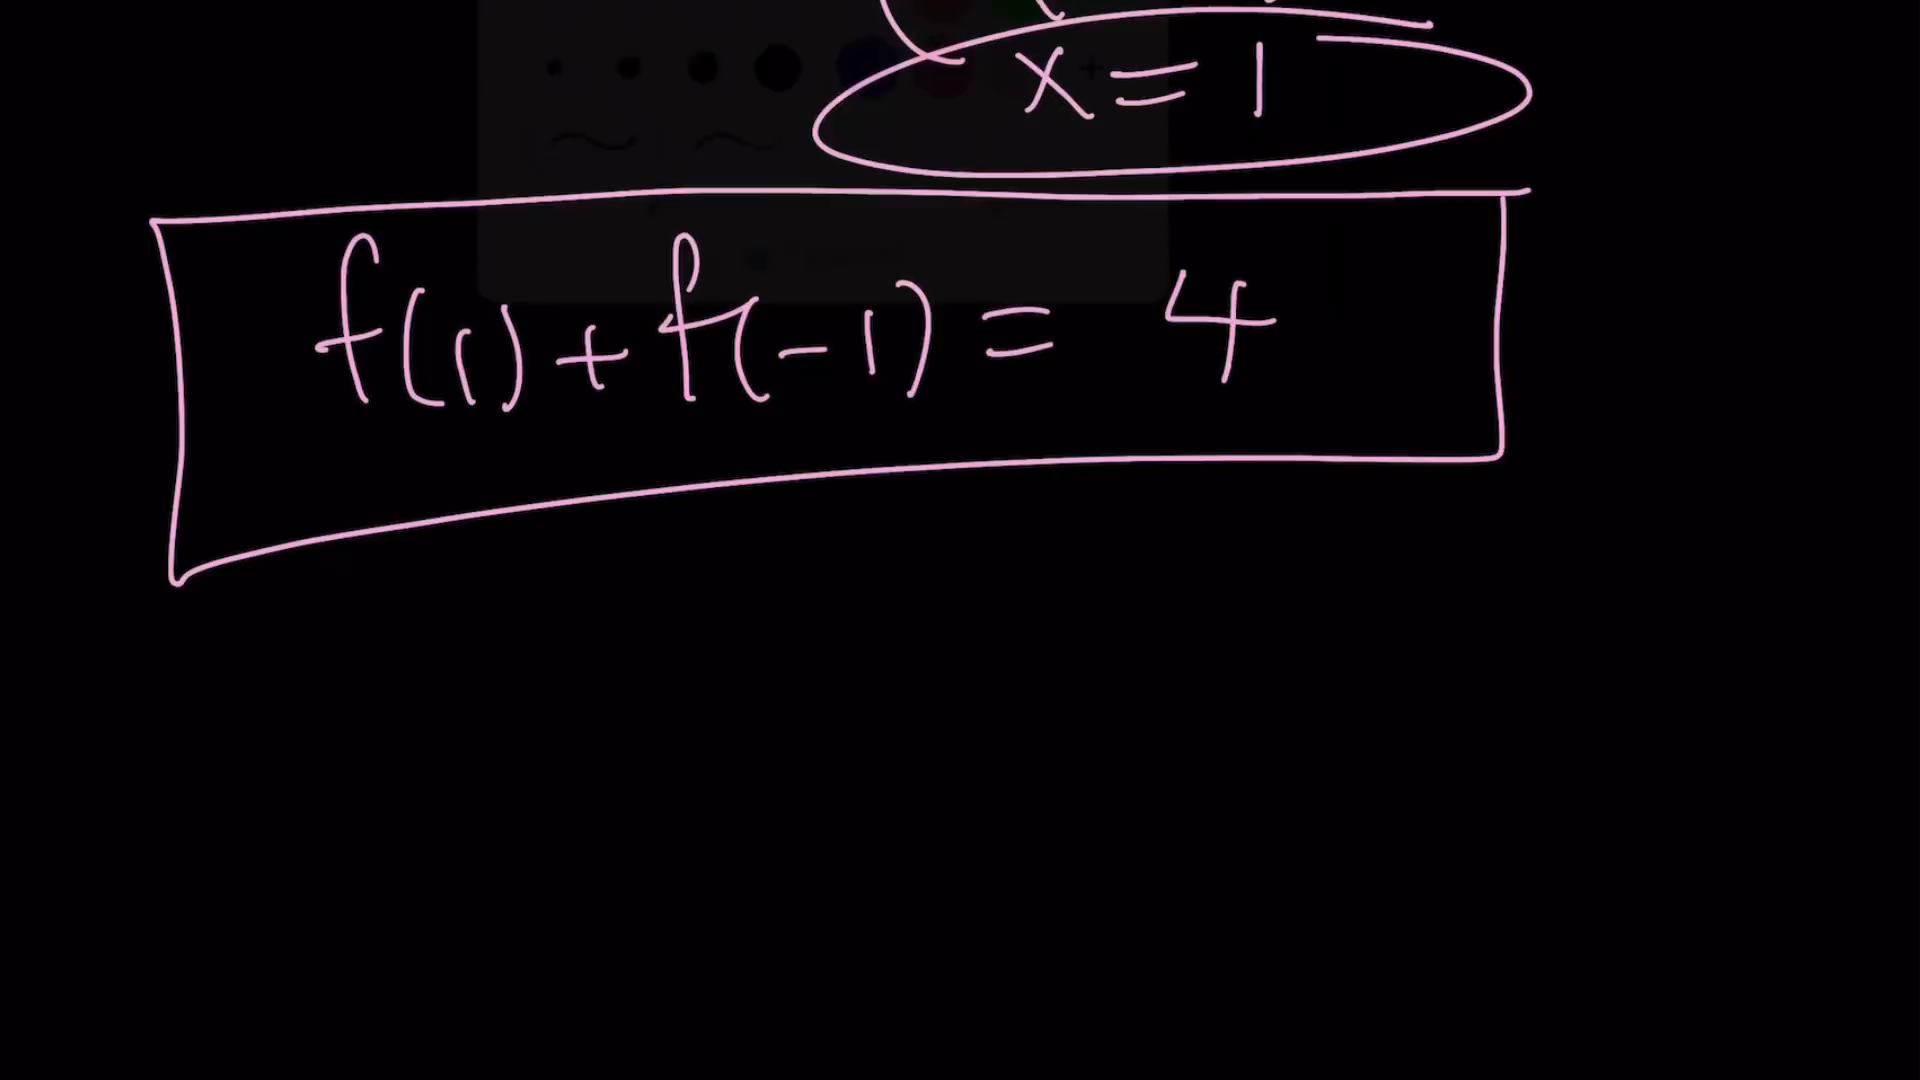 x = 1
f(1) + f(-1) = 4